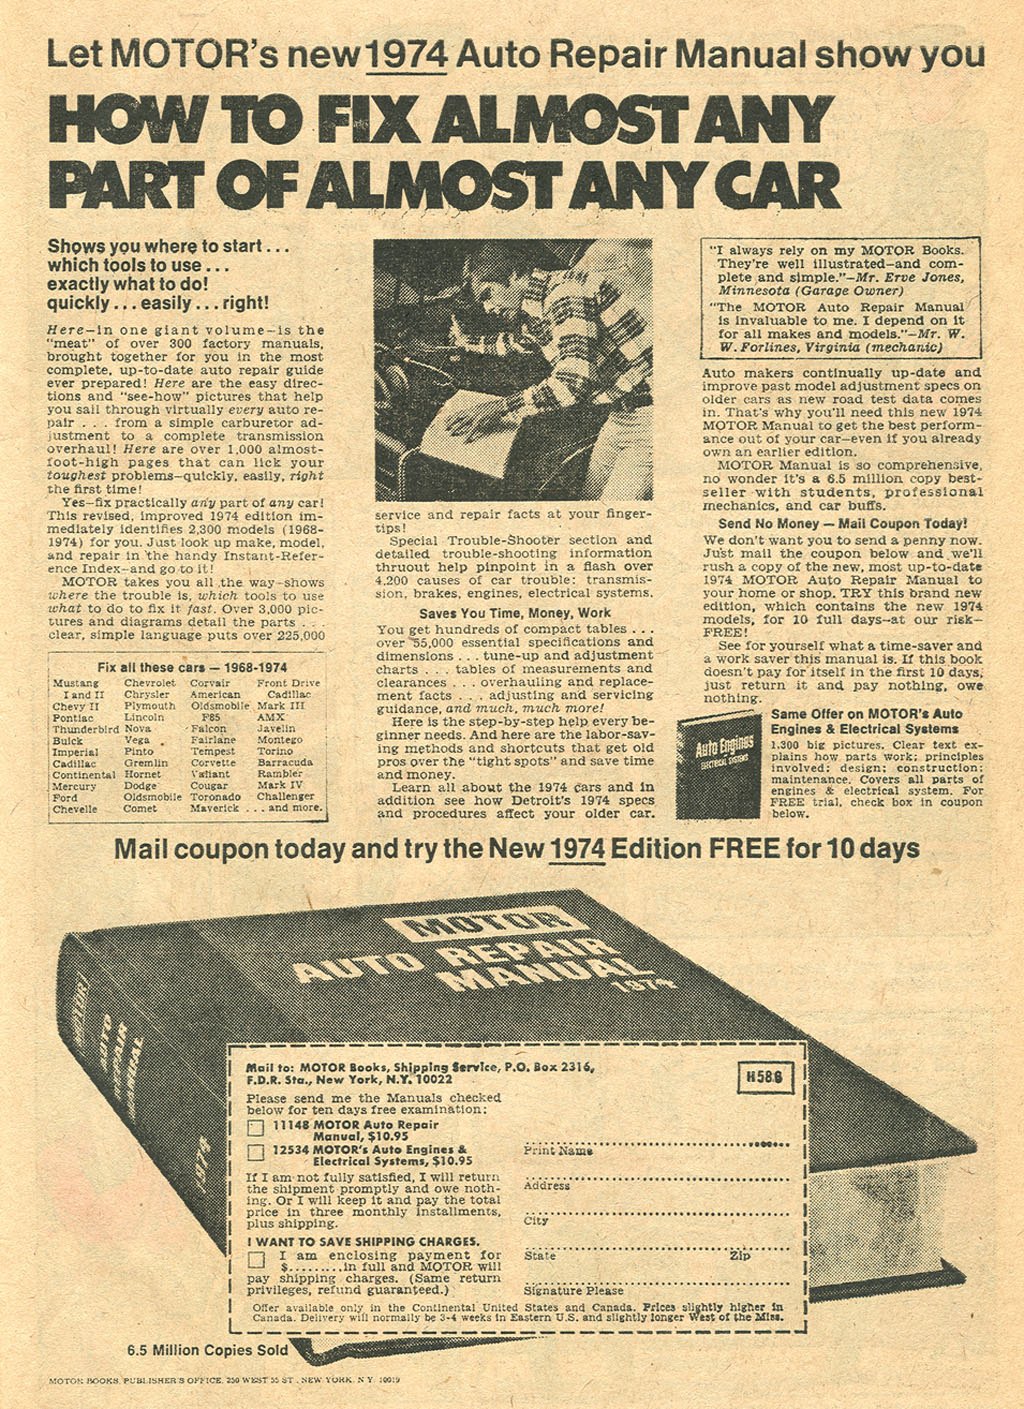 Let MOTOR's new 1974 Auto Repair Manual show you
HOW TO FIX ALMOST ANY
PART OF ALMOST ANY CAR
Shows you where to start . . .
which tools to use . . .
exactly what to do!
quickly . . . easily . . . right!
Here—in one giant volume—is the
"meat" of over 300 factory manuals,
brought together for you in the most
complete, up-to-date auto repair guide
ever prepared! Here are the easy direc-
tions and "see-how" pictures that help
you sail through virtually every auto re-
pair . . . from a simple carburetor ad-
justment to a complete transmission
overhaul! Here are over 1,000 almost-
foot-high pages that can lick your
toughest problems—quickly, easily, right
the first time!
Yes—fix practically any part of any car!
This revised, improved 1974 edition im-
mediately identifies 2,300 models (1968-
1974) for you. Just look up make, model,
and repair in the handy Instant-Refer-
ence Index—and go to it!
MOTOR takes you all the way—shows
where the trouble is, which tools to use
what to do to fix it fast. Over 3,000 pic-
tures and diagrams detail the parts . . .
clear, simple language puts over 225,000
Fix all these cars — 1968-1974
Mustang Chevrolet Corvair Front Drive
I and II Chrysler American Cadillac
Chevy II Plymouth Oldsmobile Mark III
Pontiac Lincoln F85 AMX
Thunderbird Nova Falcon Javelin
Buick Vega Fairlane Montego
Imperial Pinto Tempest Torino
Cadillac Gremlin Corvette Barracuda
Continental Hornet Valiant Rambler
Mercury Dodge Cougar Mark IV
Ford Oldsmobile Toronado Challenger
Chevelle Comet Maverick . . . and more.
service and repair facts at your finger-
tips!
Special Trouble-Shooter section and
detailed trouble-shooting information
thruout help pinpoint in a flash over
4,200 causes of car trouble: transmis-
sion, brakes, engines, electrical systems.
Saves You Time, Money, Work
You get hundreds of compact tables . . .
over 55,000 essential specifications and
dimensions . . . tune-up and adjustment
charts . . . tables of measurements and
clearances . . . overhauling and replace-
ment facts . . . adjusting and servicing
guidance, and much, much more!
Here is the step-by-step help every be-
ginner needs. And here are the labor-sav-
ing methods and shortcuts that get old
pros over the "tight spots" and save time
and money.
Learn all about the 1974 cars and in
addition see how Detroit's 1974 specs
and procedures affect your older car.
"I always rely on my MOTOR Books.
They're well illustrated—and com-
plete and simple."—Mr. Erve Jones,
Minnesota (Garage Owner)
"The MOTOR Auto Repair Manual
is invaluable to me. I depend on it
for all makes and models."—Mr. W.
W. Forlines, Virginia (mechanic)
Auto makers continually up-date and
improve past model adjustment specs on
older cars as new road test data comes
in. That's why you'll need this new 1974
MOTOR Manual to get the best perform-
ance out of your car—even if you already
own an earlier edition.
MOTOR Manual is so comprehensive,
no wonder it's a 6.5 million copy best-
seller with students, professional
mechanics, and car buffs.
Send No Money — Mail Coupon Today!
We don't want you to send a penny now.
Just mail the coupon below and we'll
rush a copy of the new, most up-to-date
1974 MOTOR Auto Repair Manual to
your home or shop. TRY this brand new
edition, which contains the new 1974
models, for 10 full days—at our risk—
FREE!
See for yourself what a time-saver and
a work saver this manual is. If this book
doesn't pay for itself in the first 10 days,
just return it and pay nothing, owe
nothing.
Auto Engines
ELECTRICAL SYSTEMS
Same Offer on MOTOR's Auto
Engines & Electrical Systems
1,300 big pictures. Clear text ex-
plains how parts work; principles
involved; design; construction;
maintenance. Covers all parts of
engines & electrical system. For
FREE trial, check box in coupon
below.
Mail coupon today and try the New 1974 Edition FREE for 10 days
MOTOR
AUTO REPAIR
MANUAL
1974
MOTOR
AUTO
REPAIR
MANUAL
1974
Mail to: MOTOR Books, Shipping Service, P.O. Box 2316,
F.D.R. Sta., New York, N.Y. 10022
H586
Please send me the Manuals checked
below for ten days free examination:
11148 MOTOR Auto Repair
Manual, $10.95
12534 MOTOR's Auto Engines &
Electrical Systems, $10.95
If I am not fully satisfied, I will return
the shipment promptly and owe noth-
ing. Or I will keep it and pay the total
price in three monthly installments,
plus shipping.
I WANT TO SAVE SHIPPING CHARGES.
I am enclosing payment for
$.........in full and MOTOR will
pay shipping charges. (Same return
privileges, refund guaranteed.)
Print Name
Address
City
State Zip
Signature Please
Offer available only in the Continental United States and Canada. Prices slightly higher in
Canada. Delivery will normally be 3-4 weeks in Eastern U.S. and slightly longer West of the Miss.
6.5 Million Copies Sold
MOTOR BOOKS, PUBLISHER'S OFFICE, 250 WEST 55 ST., NEW YORK, N.Y. 10019